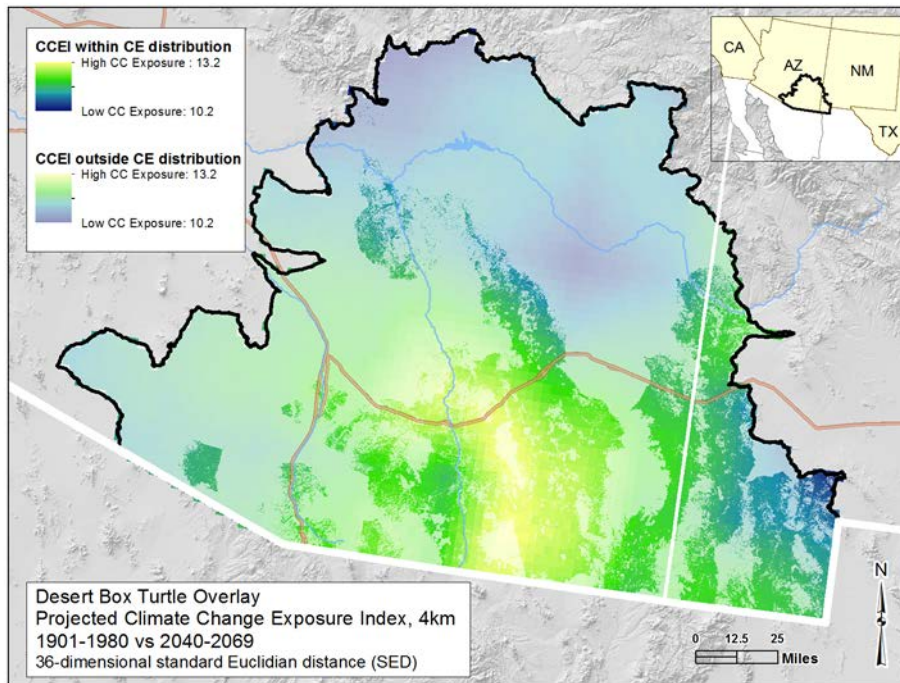 CCEI within CE distribution
High CC Exposure : 13.2
Low CC Exposure: 10.2
CCEI outside CE distribution
High CC Exposure: 13.2
Low CC Exposure: 10.2
CA
AZ
NM
TX
Desert Box Turtle Overlay
Projected Climate Change Exposure Index, 4km
1901-1980 vs 2040-2069
36-dimensional standard Euclidian distance (SED)
N
0 12.5 25
Miles